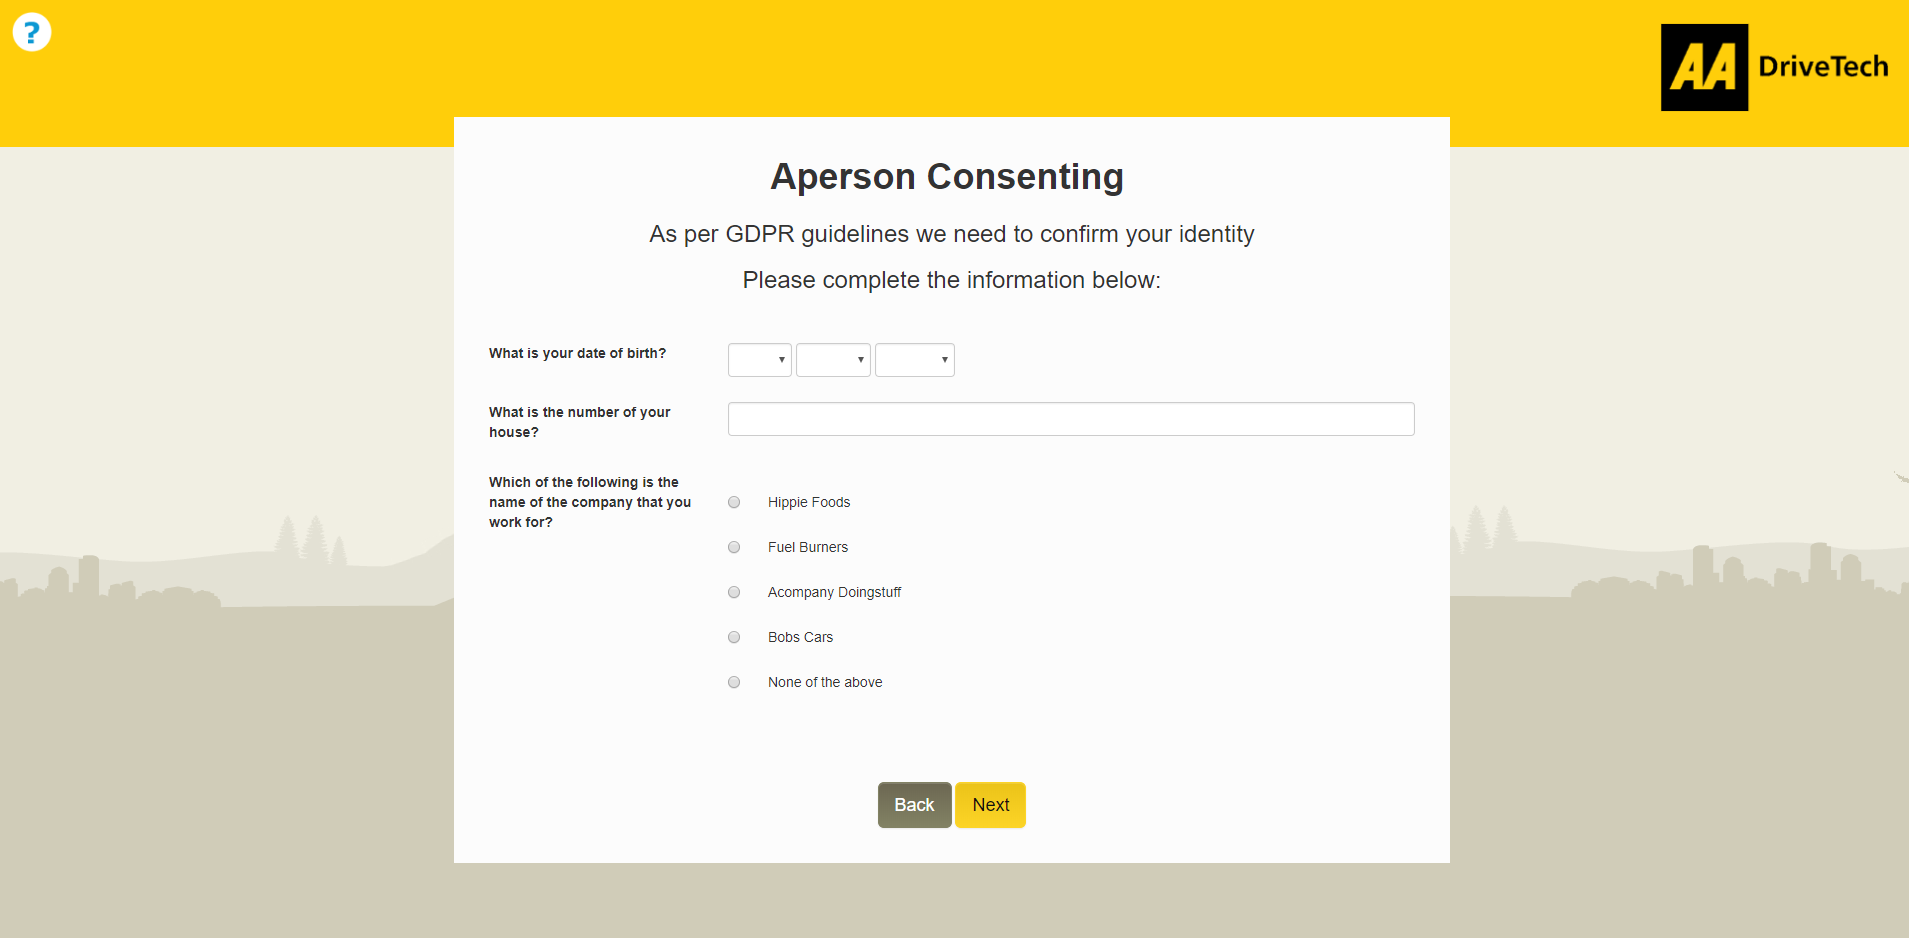 ?
AA DriveTech
Aperson Consenting
As per GDPR guidelines we need to confirm your identity
Please complete the information below:
What is your date of birth?
What is the number of your
house?
Which of the following is the
name of the company that you
work for?
Hippie Foods
Fuel Burners
Acompany Doingstuff
Bobs Cars
None of the above
Back Next